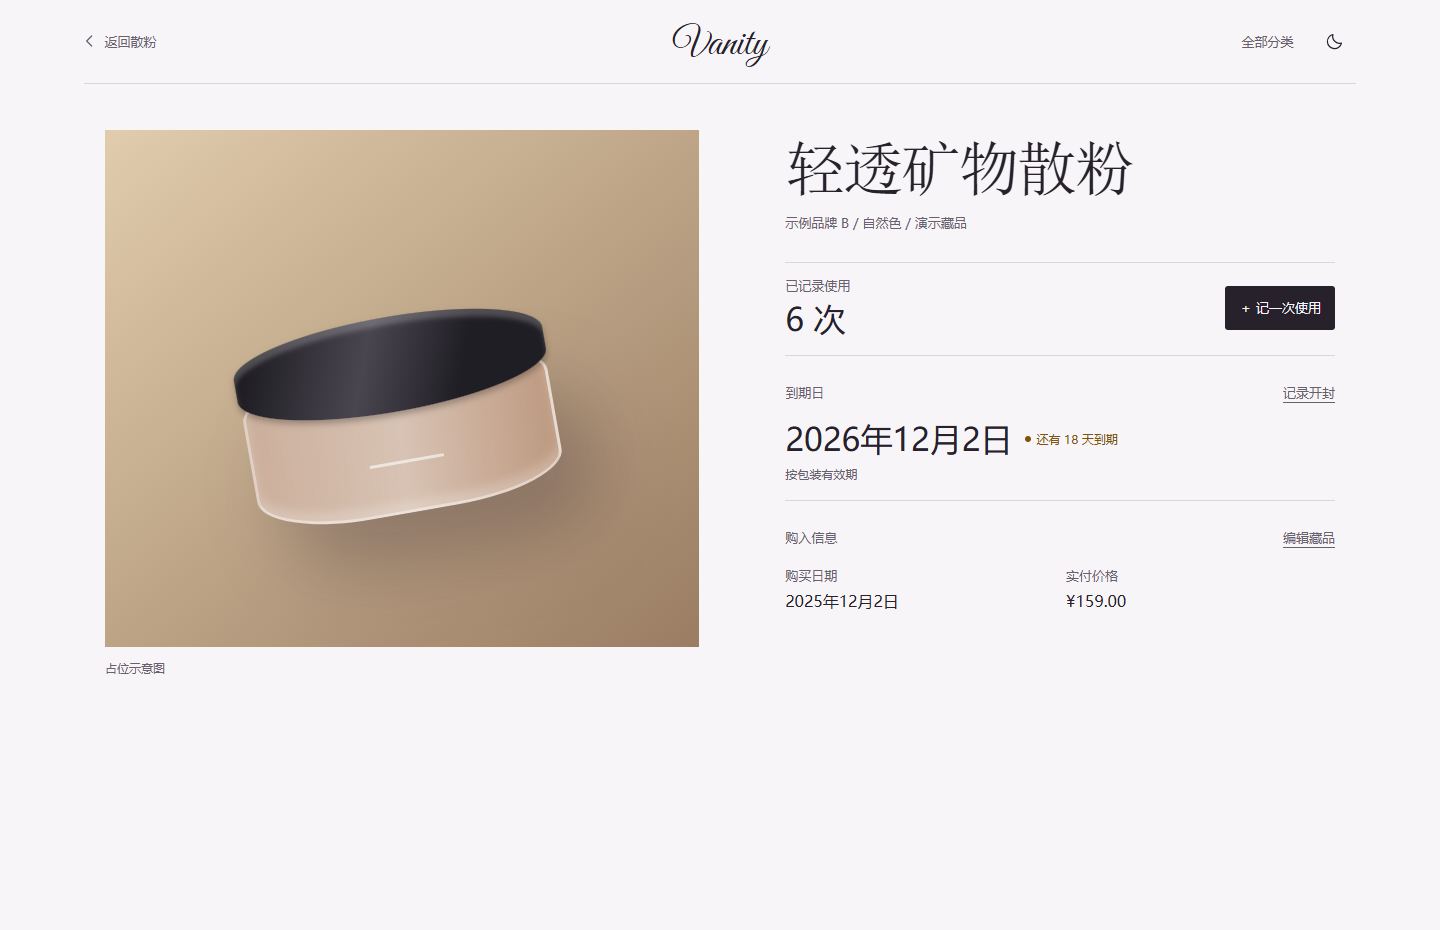 返回散粉
Vanity
全部分类
轻透矿物散粉
示例品牌 B / 自然色 / 演示藏品
已记录使用
6 次
+ 记一次使用
到期日
记录开封
2026年12月2日
还有 18 天到期
按包装有效期
购入信息
编辑藏品
购买日期
实付价格
2025年12月2日
¥159.00
占位示意图